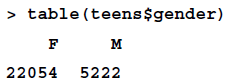 > table(teens$gender)
F M
22054 5222